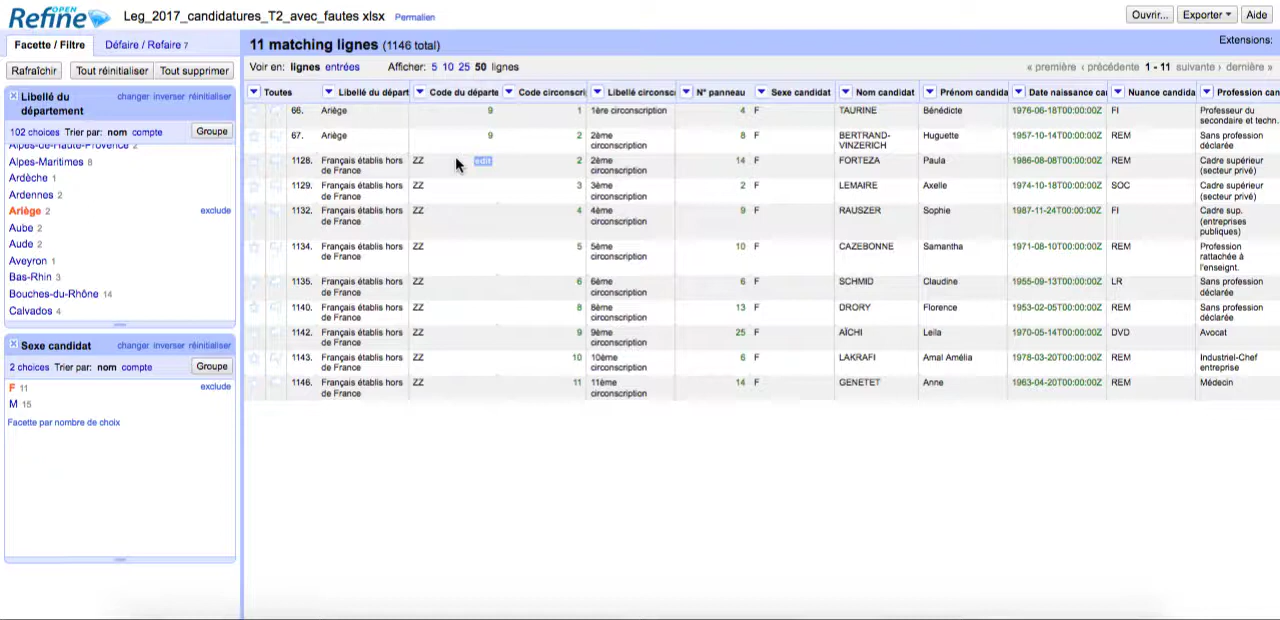 OPEN
Refine
Leg_2017_candidatures_T2_avec_fautes xlsx Permalien
Ouvrir... Exporter Aide
Facette / Filtre Défaire / Refaire 7
11 matching lignes (1146 total)
Extensions:
Rafraîchir Tout réinitialiser Tout supprimer
Voir en: lignes entrées Afficher: 5 10 25 50 lignes
« première ‹ précédente 1 - 11 suivante › dernière »
Libellé du département changer inverser réinitialiser
102 choices Trier par: nom compte Groupe
Alpes-de-Haute-Provence 2
Alpes-Maritimes 8
Ardèche 1
Ardennes 2
Ariège 2 exclude
Aube 2
Aude 2
Aveyron 1
Bas-Rhin 3
Bouches-du-Rhône 14
Calvados 4
Sexe candidat changer inverser réinitialiser
2 choices Trier par: nom compte Groupe
F 11 exclude
M 15
Facette par nombre de choix
Toutes Libellé du départ Code du départe Code circonscri Libellé circonsc N° panneau Sexe candidat Nom candidat Prénom candida Date naissance ca Nuance candida Profession can
66. Ariège 9 1 1ère circonscription 4 F TAURINE Bénédicte 1976-06-18T00:00:00Z FI Professeur du secondaire et techn.
67. Ariège 9 2 2ème circonscription 8 F BERTRAND-VINZERICH Huguette 1957-10-14T00:00:00Z REM Sans profession déclarée
1128. Français établis hors de France ZZ edit 2 2ème circonscription 14 F FORTEZA Paula 1986-08-08T00:00:00Z REM Cadre supérieur (secteur privé)
1129. Français établis hors de France ZZ 3 3ème circonscription 2 F LEMAIRE Axelle 1974-10-18T00:00:00Z SOC Cadre supérieur (secteur privé)
1132. Français établis hors de France ZZ 4 4ème circonscription 9 F RAUSZER Sophie 1987-11-24T00:00:00Z FI Cadre sup. (entreprises publiques)
1134. Français établis hors de France ZZ 5 5ème circonscription 10 F CAZEBONNE Samantha 1971-08-10T00:00:00Z REM Profession rattachée à l'enseignt.
1135. Français établis hors de France ZZ 6 6ème circonscription 6 F SCHMID Claudine 1955-09-13T00:00:00Z LR Sans profession déclarée
1140. Français établis hors de France ZZ 8 8ème circonscription 13 F DRORY Florence 1953-02-05T00:00:00Z REM Sans profession déclarée
1142. Français établis hors de France ZZ 9 9ème circonscription 25 F AÏCHI Leila 1970-05-14T00:00:00Z DVD Avocat
1143. Français établis hors de France ZZ 10 10ème circonscription 6 F LAKRAFI Amal Amélia 1978-03-20T00:00:00Z REM Industriel-Chef entreprise
1146. Français établis hors de France ZZ 11 11ème circonscription 14 F GENETET Anne 1963-04-20T00:00:00Z REM Médecin